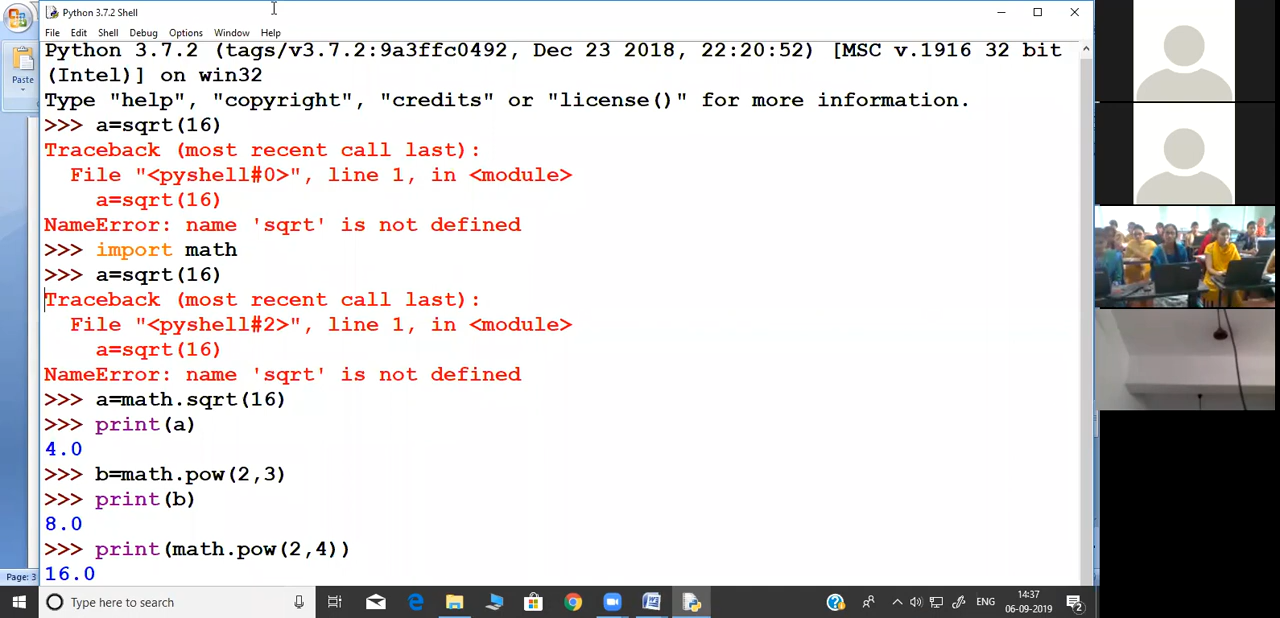 Python 3.7.2 Shell
File Edit Shell Debug Options Window Help
Paste
Python 3.7.2 (tags/v3.7.2:9a3ffc0492, Dec 23 2018, 22:20:52) [MSC v.1916 32 bit
(Intel)] on win32
Type "help", "copyright", "credits" or "license()" for more information.
>>> a=sqrt(16)
Traceback (most recent call last):
  File "<pyshell#0>", line 1, in <module>
    a=sqrt(16)
NameError: name 'sqrt' is not defined
>>> import math
>>> a=sqrt(16)
Traceback (most recent call last):
  File "<pyshell#2>", line 1, in <module>
    a=sqrt(16)
NameError: name 'sqrt' is not defined
>>> a=math.sqrt(16)
>>> print(a)
4.0
>>> b=math.pow(2,3)
>>> print(b)
8.0
>>> print(math.pow(2,4))
16.0
Page: 3
Type here to search
ENG
14:37
06-09-2019
2